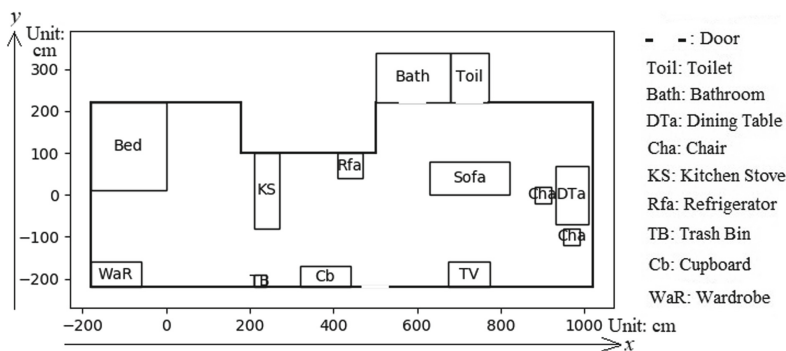 y
Unit:
cm
300
200
100
0
−100
−200
Bath
Toil
Bed
Rfa
KS
Sofa
Cha
DTa
Cha
WaR
TB
Cb
TV
−200
0
200
400
600
800
1000
Unit: cm
x
: Door
Toil: Toilet
Bath: Bathroom
DTa: Dining Table
Cha: Chair
KS: Kitchen Stove
Rfa: Refrigerator
TB: Trash Bin
Cb: Cupboard
WaR: Wardrobe